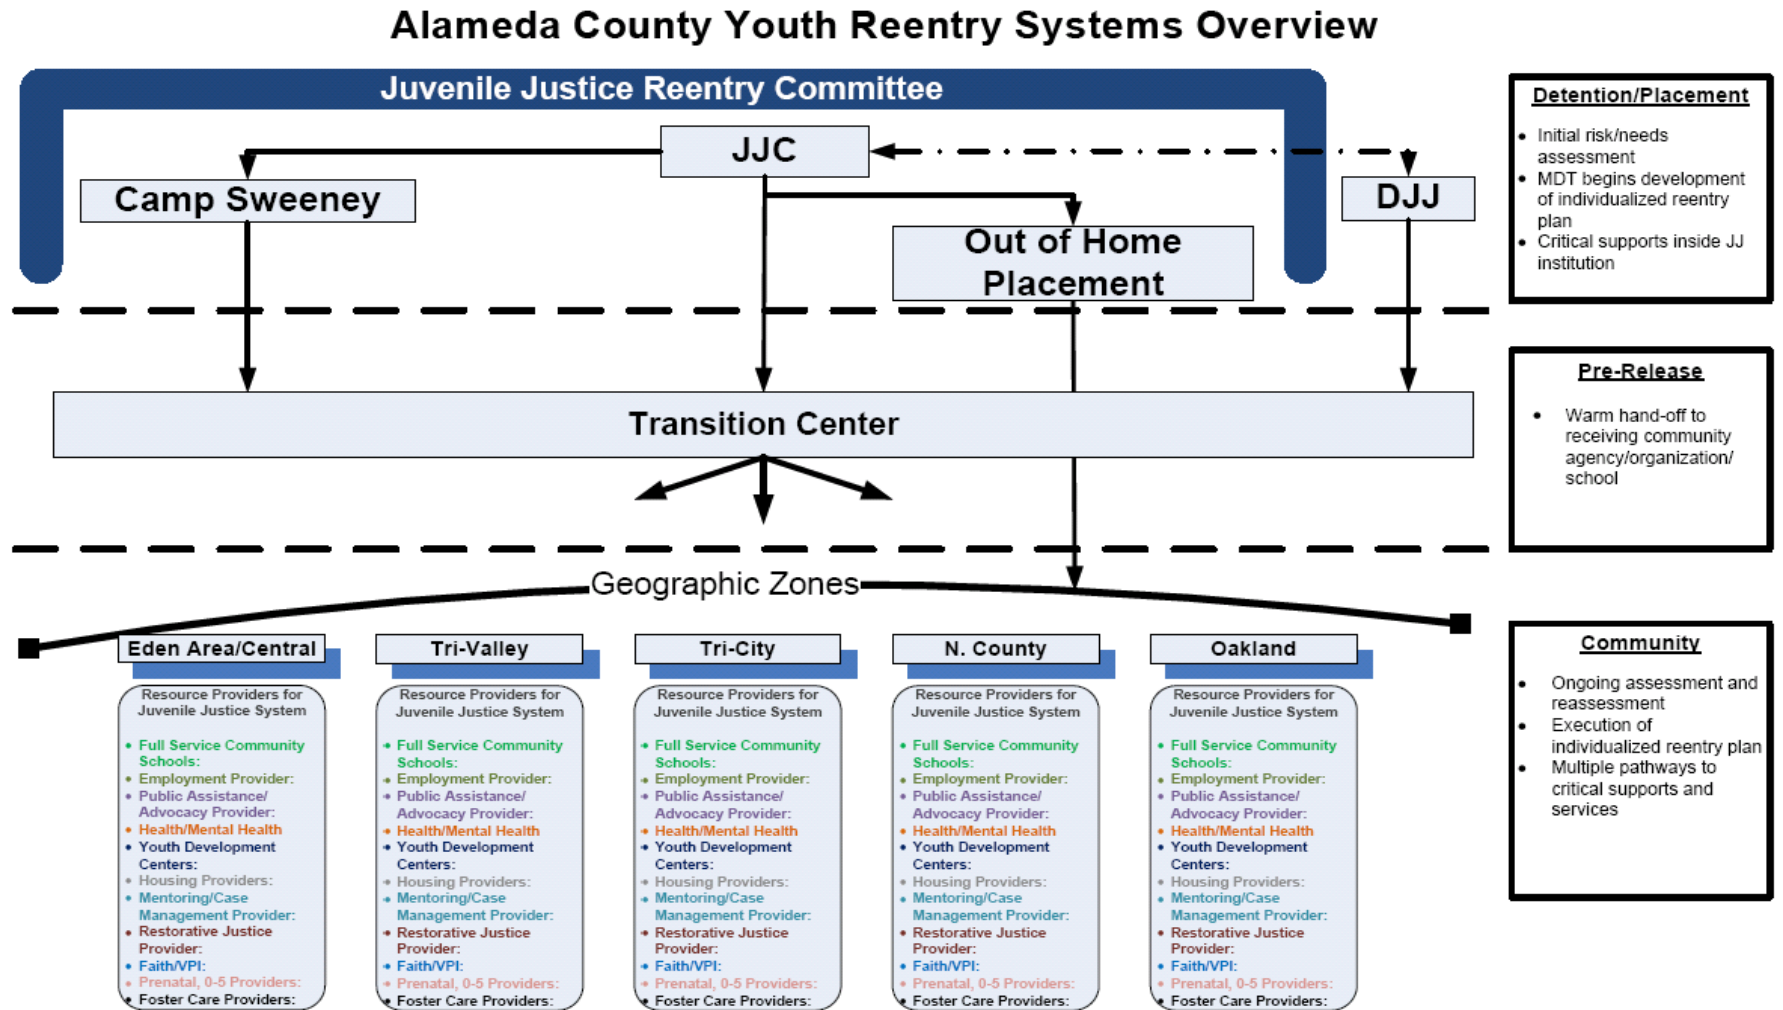 Alameda County Youth Reentry Systems Overview
Juvenile Justice Reentry Committee
JJC
Camp Sweeney
DJJ
Out of Home
Placement
Detention/Placement
• Initial risk/needs
assessment
• MDT begins development
of individualized reentry
plan
• Critical supports inside JJ
institution
Transition Center
Pre-Release
• Warm hand-off to
receiving community
agency/organization/
school
Geographic Zones
Eden Area/Central
Resource Providers for
Juvenile Justice System
• Full Service Community
Schools:
• Employment Provider:
• Public Assistance/
Advocacy Provider:
• Health/Mental Health
• Youth Development
Centers:
• Housing Providers:
• Mentoring/Case
Management Provider:
• Restorative Justice
Provider:
• Faith/VPI:
• Prenatal, 0-5 Providers:
• Foster Care Providers:
Tri-Valley
Resource Providers for
Juvenile Justice System
• Full Service Community
Schools:
• Employment Provider:
• Public Assistance/
Advocacy Provider:
• Health/Mental Health
• Youth Development
Centers:
• Housing Providers:
• Mentoring/Case
Management Provider:
• Restorative Justice
Provider:
• Faith/VPI:
• Prenatal, 0-5 Providers:
• Foster Care Providers:
Tri-City
Resource Providers for
Juvenile Justice System
• Full Service Community
Schools:
• Employment Provider:
• Public Assistance/
Advocacy Provider:
• Health/Mental Health
• Youth Development
Centers:
• Housing Providers:
• Mentoring/Case
Management Provider:
• Restorative Justice
Provider:
• Faith/VPI:
• Prenatal, 0-5 Providers:
• Foster Care Providers:
N. County
Resource Providers for
Juvenile Justice System
• Full Service Community
Schools:
• Employment Provider:
• Public Assistance/
Advocacy Provider:
• Health/Mental Health
• Youth Development
Centers:
• Housing Providers:
• Mentoring/Case
Management Provider:
• Restorative Justice
Provider:
• Faith/VPI:
• Prenatal, 0-5 Providers:
• Foster Care Providers:
Oakland
Resource Providers for
Juvenile Justice System
• Full Service Community
Schools:
• Employment Provider:
• Public Assistance/
Advocacy Provider:
• Health/Mental Health
• Youth Development
Centers:
• Housing Providers:
• Mentoring/Case
Management Provider:
• Restorative Justice
Provider:
• Faith/VPI:
• Prenatal, 0-5 Providers:
• Foster Care Providers:
Community
• Ongoing assessment and
reassessment
• Execution of
individualized reentry plan
• Multiple pathways to
critical supports and
services